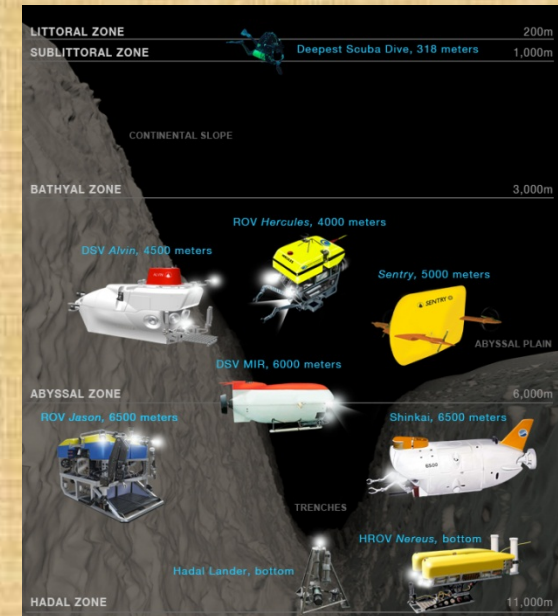 LITTORAL ZONE 200m
SUBLITTORAL ZONE 1,000m
Deepest Scuba Dive, 318 meters
CONTINENTAL SLOPE
BATHYAL ZONE 3,000m
ROV Hercules, 4000 meters
DSV Alvin, 4500 meters
Sentry, 5000 meters
SENTRY
ABYSSAL PLAIN
DSV MIR, 6000 meters
ABYSSAL ZONE 6,000m
ROV Jason, 6500 meters
Shinkai, 6500 meters
6500
TRENCHES
HROV Nereus, bottom
Hadal Lander, bottom
HADAL ZONE 11,000m